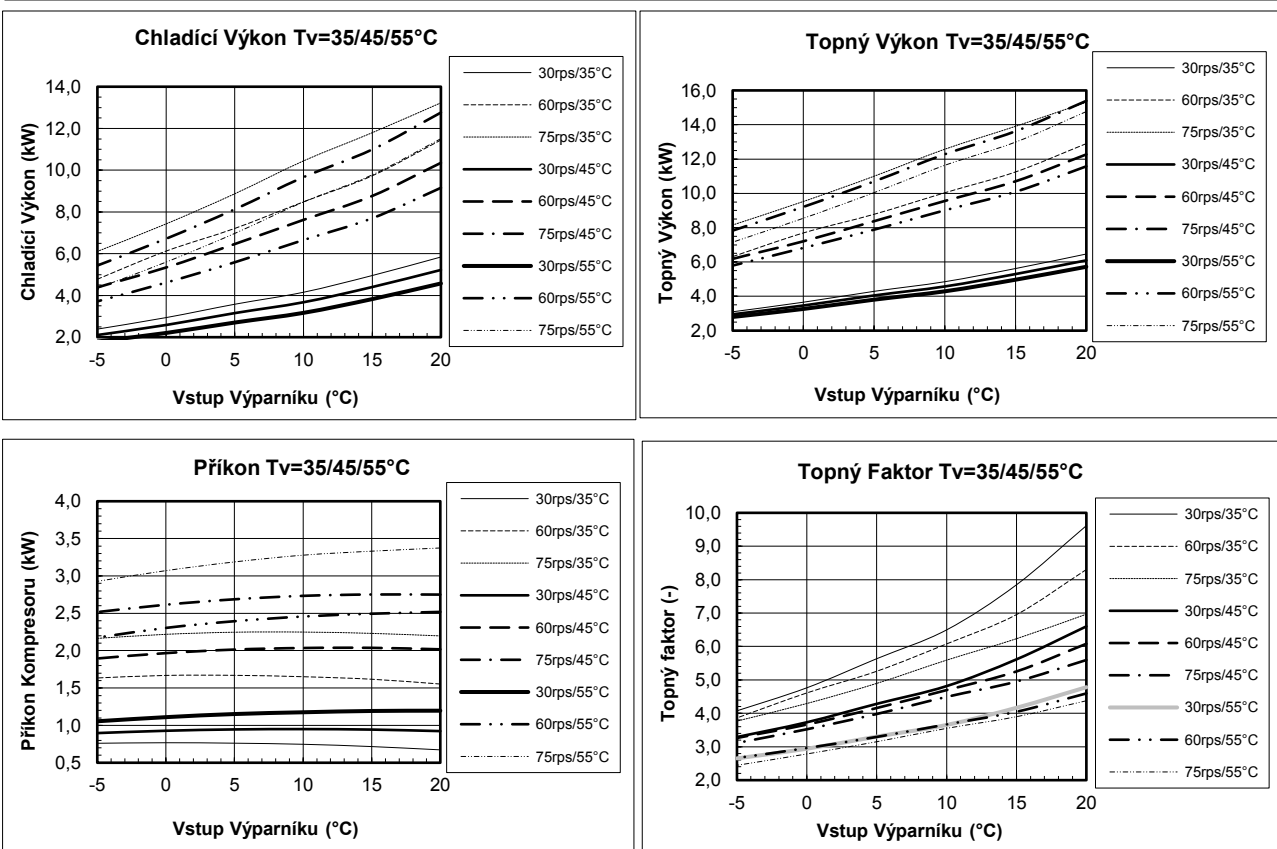 Chladící Výkon Tv=35/45/55°C
Chladící Výkon (kW)
14,0
12,0
10,0
8,0
6,0
4,0
2,0
-5
0
5
10
15
20
Vstup Výparníku (°C)
30rps/35°C
60rps/35°C
75rps/35°C
30rps/45°C
60rps/45°C
75rps/45°C
30rps/55°C
60rps/55°C
75rps/55°C
Topný Výkon Tv=35/45/55°C
Topný Výkon (kW)
16,0
14,0
12,0
10,0
8,0
6,0
4,0
2,0
-5
0
5
10
15
20
Vstup Výparníku (°C)
30rps/35°C
60rps/35°C
75rps/35°C
30rps/45°C
60rps/45°C
75rps/45°C
30rps/55°C
60rps/55°C
75rps/55°C
Příkon Tv=35/45/55°C
Příkon Kompresoru (kW)
4,0
3,5
3,0
2,5
2,0
1,5
1,0
0,5
-5
0
5
10
15
20
Vstup Výparníku (°C)
30rps/35°C
60rps/35°C
75rps/35°C
30rps/45°C
60rps/45°C
75rps/45°C
30rps/55°C
60rps/55°C
75rps/55°C
Topný Faktor Tv=35/45/55°C
Topný faktor (-)
10,0
9,0
8,0
7,0
6,0
5,0
4,0
3,0
2,0
-5
0
5
10
15
20
Vstup Výparníku (°C)
30rps/35°C
60rps/35°C
75rps/35°C
30rps/45°C
60rps/45°C
75rps/45°C
30rps/55°C
60rps/55°C
75rps/55°C